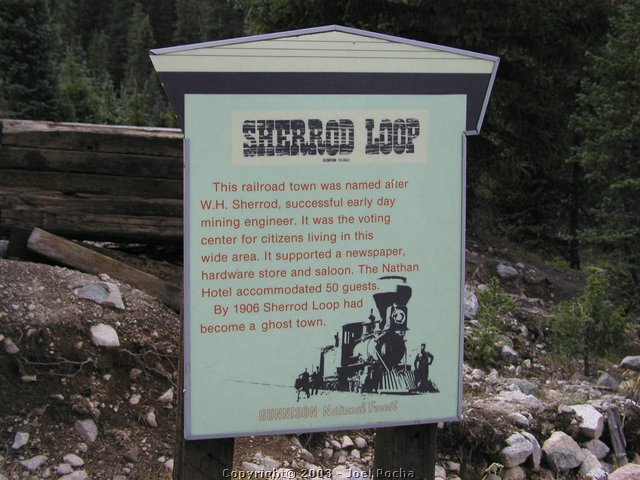 SHERROD LOOP
This railroad town was named after
W.H. Sherrod, successful early day
mining engineer. It was the voting
center for citizens living in this
wide area. It supported a newspaper,
hardware store and saloon. The Nathan
Hotel accommodated 50 guests.
By 1906 Sherrod Loop had
become a ghost town.
GUNNISON National Forest
Copyright© 2003 - Joel Rocha